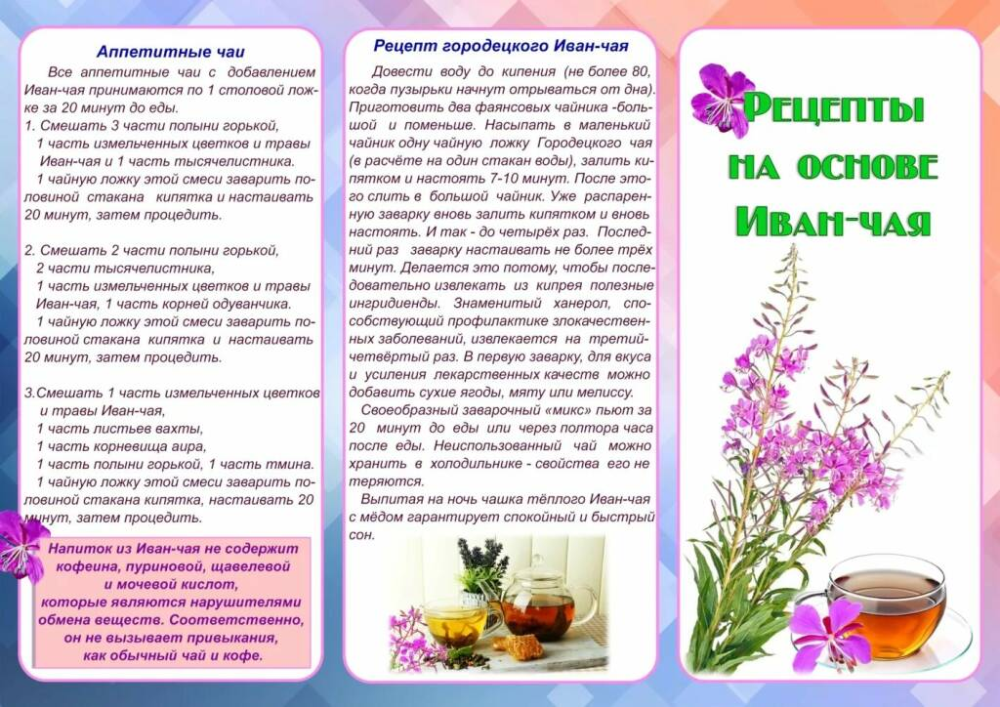 Аппетитные чаи
Все аппетитные чаи с добавлением
Иван-чая принимаются по 1 столовой лож-
ке за 20 минут до еды.
1. Смешать 3 части полыни горькой,
1 часть измельченных цветков и травы
Иван-чая и 1 часть тысячелистника.
1 чайную ложку этой смеси заварить по-
ловиной стакана кипятка и настаивать
20 минут, затем процедить.
2. Смешать 2 части полыни горькой,
2 части тысячелистника,
1 часть измельченных цветков и травы
Иван-чая, 1 часть корней одуванчика.
1 чайную ложку этой смеси заварить по-
ловиной стакана кипятка и настаивать
20 минут, затем процедить.
3.Смешать 1 часть измельченных цветков
и травы Иван-чая,
1 часть листьев вахты,
1 часть корневища аира,
1 часть полыни горькой, 1 часть тмина.
1 чайную ложку этой смеси заварить по-
ловиной стакана кипятка, настаивать 20
минут, затем процедить.
Напиток из Иван-чая не содержит
кофеина, пуриновой, щавелевой
и мочевой кислот,
которые являются нарушителями
обмена веществ. Соответственно,
он не вызывает привыкания,
как обычный чай и кофе.
Рецепт городецкого Иван-чая
Довести воду до кипения (не более 80,
когда пузырьки начнут отрываться от дна).
Приготовить два фаянсовых чайника -боль-
шой и поменьше. Насыпать в маленький
чайник одну чайную ложку Городецкого чая
(в расчёте на один стакан воды), залить ки-
пятком и настоять 7-10 минут. После это-
го слить в большой чайник. Уже распарен-
ную заварку вновь залить кипятком и вновь
настоять. И так - до четырёх раз. Послед-
ний раз заварку настаивать не более трёх
минут. Делается это потому, чтобы после-
довательно извлекать из кипрея полезные
ингридиенды. Знаменитый ханерол, спо-
собствующий профилактике злокачествен-
ных заболеваний, извлекается на третий-
четвёртый раз. В первую заварку, для вкуса
и усиления лекарственных качеств можно
добавить сухие ягоды, мяту или мелиссу.
Своеобразный заварочный «микс» пьют за
20 минут до еды или через полтора часа
после еды. Неиспользованный чай можно
хранить в холодильнике - свойства его не
теряются.
Выпитая на ночь чашка тёплого Иван-чая
с мёдом гарантирует спокойный и быстрый
сон.
Рецепты
на основе
Иван-чая